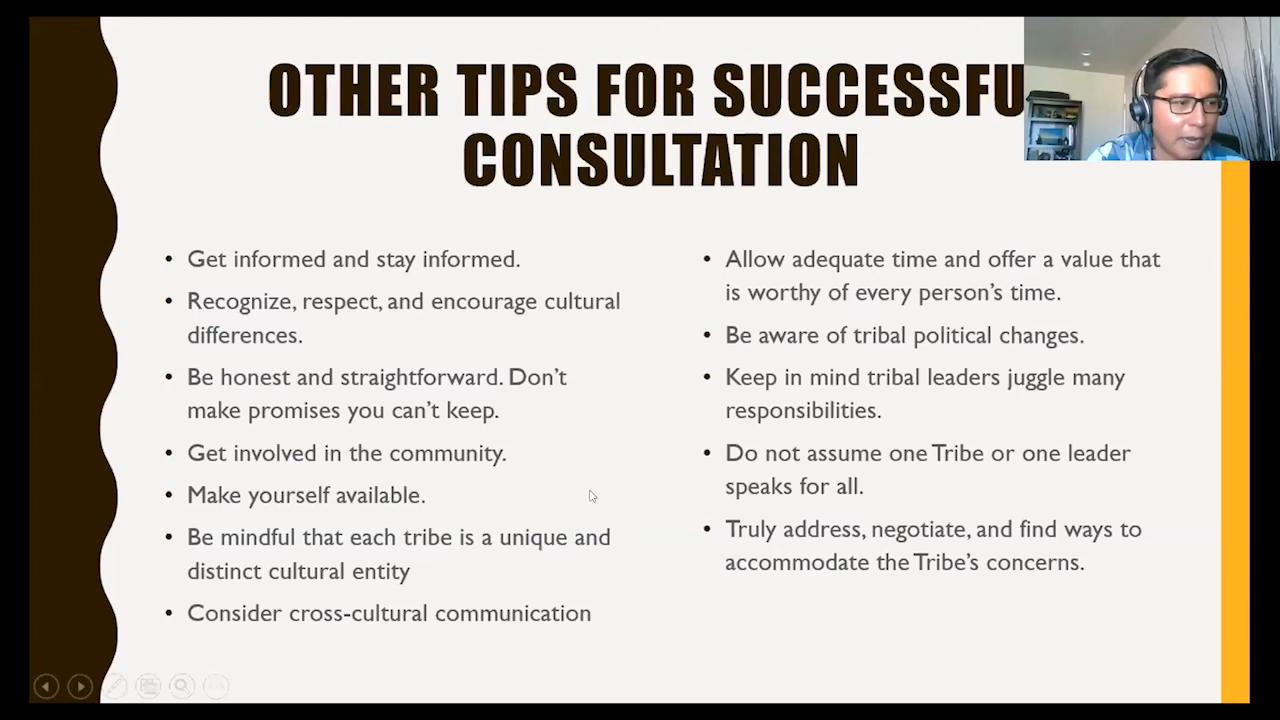 OTHER TIPS FOR SUCCESSFU
CONSULTATION
• Get informed and stay informed.
• Recognize, respect, and encourage cultural
differences.
• Be honest and straightforward. Don't
make promises you can't keep.
• Get involved in the community.
• Make yourself available.
• Be mindful that each tribe is a unique and
distinct cultural entity
• Consider cross-cultural communication
• Allow adequate time and offer a value that
is worthy of every person's time.
• Be aware of tribal political changes.
• Keep in mind tribal leaders juggle many
responsibilities.
• Do not assume one Tribe or one leader
speaks for all.
• Truly address, negotiate, and find ways to
accommodate the Tribe's concerns.